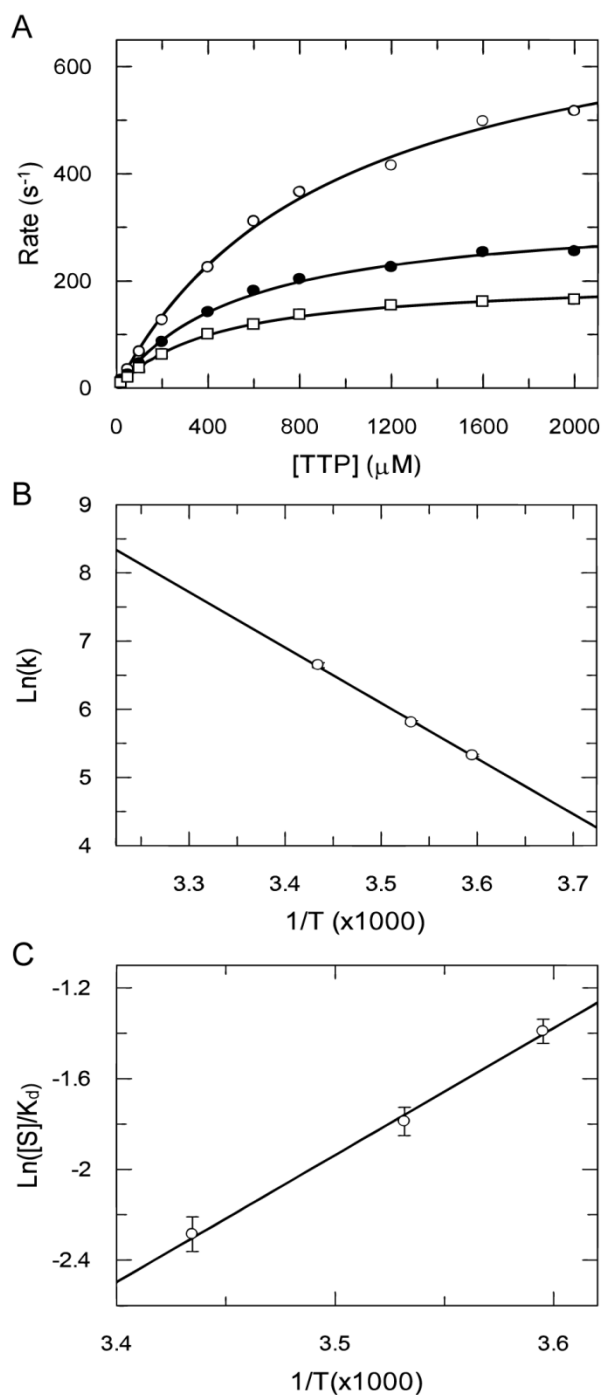 A
600
400
200
0
Rate (s⁻¹)
0 400 800 1200 1600 2000
[TTP] (μM)
B
9
8
7
6
5
4
Ln(k)
3.3 3.4 3.5 3.6 3.7
1/T (x1000)
C
-1.2
-1.6
-2
-2.4
Ln([S]/K_d)
3.4 3.5 3.6
1/T(x1000)